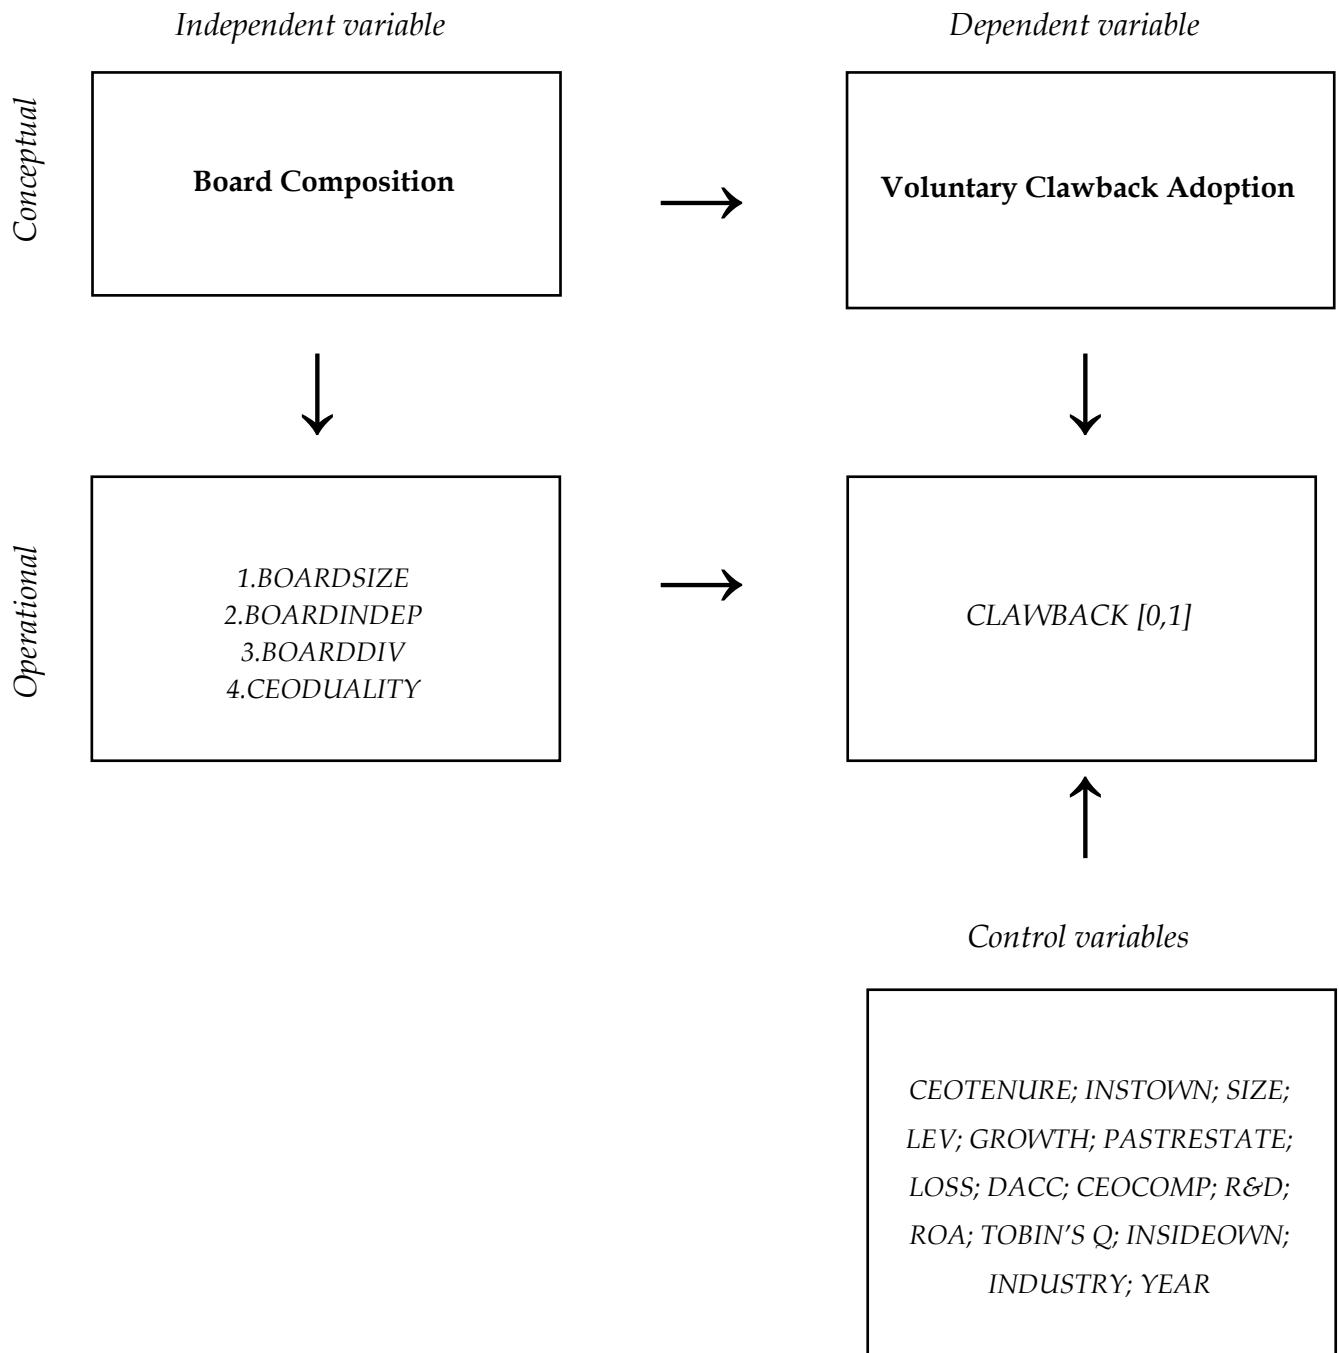 Independent variable
Dependent variable
Conceptual
Board Composition
Voluntary Clawback Adoption
Operational
1.BOARDSIZE
2.BOARDINDEP
3.BOARDDIV
4.CEODUALITY
CLAWBACK [0,1]
Control variables
CEOTENURE; INSTOWN; SIZE;
LEV; GROWTH; PASTRESTATE;
LOSS; DACC; CEOCOMP; R&D;
ROA; TOBIN'S Q; INSIDEOWN;
INDUSTRY; YEAR